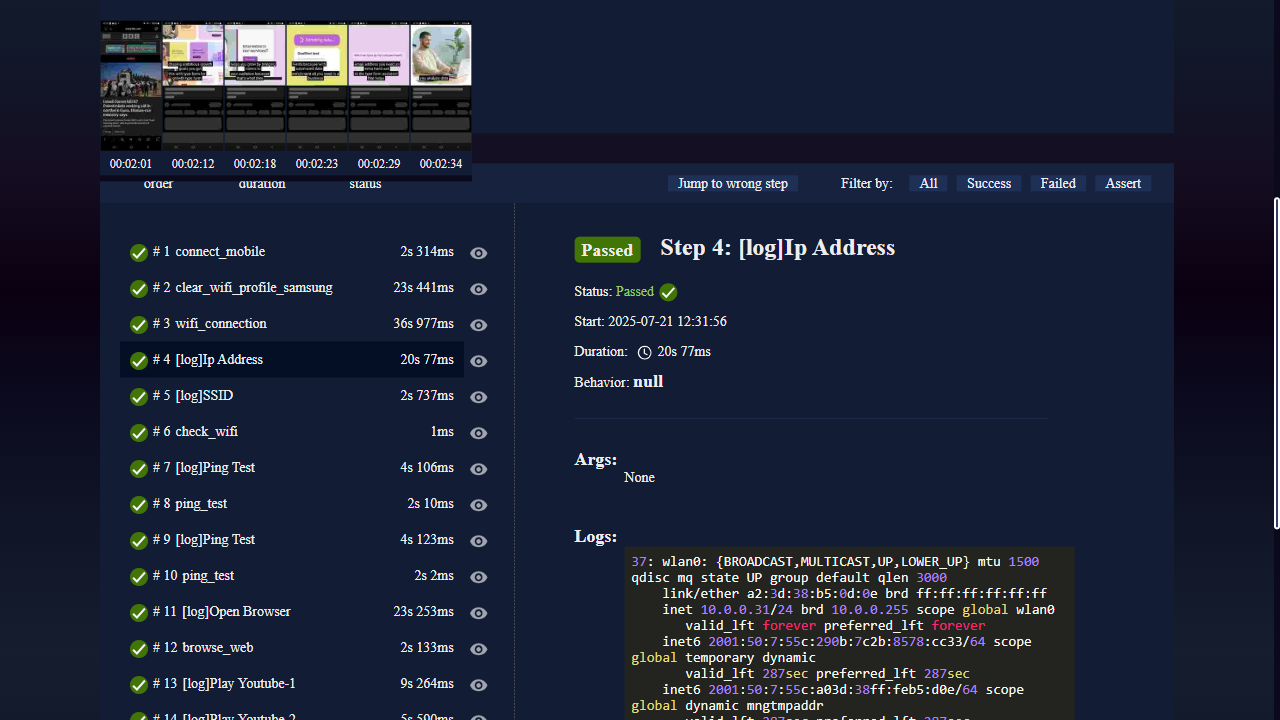 00:02:01 00:02:12 00:02:18 00:02:23 00:02:29 00:02:34
order duration status
Jump to wrong step Filter by: All Success Failed Assert
# 1 connect_mobile 2s 314ms
# 2 clear_wifi_profile_samsung 23s 441ms
# 3 wifi_connection 36s 977ms
# 4 [log]Ip Address 20s 77ms
# 5 [log]SSID 2s 737ms
# 6 check_wifi 1ms
# 7 [log]Ping Test 4s 106ms
# 8 ping_test 2s 10ms
# 9 [log]Ping Test 4s 123ms
# 10 ping_test 2s 2ms
# 11 [log]Open Browser 23s 253ms
# 12 browse_web 2s 133ms
# 13 [log]Play Youtube-1 9s 264ms
# 14 [log]Play Youtube-2 5s 590ms
Passed Step 4: [log]Ip Address
Status: Passed
Start: 2025-07-21 12:31:56
Duration: 20s 77ms
Behavior: null
Args:
None
Logs:
37: wlan0: {BROADCAST,MULTICAST,UP,LOWER_UP} mtu 1500
qdisc mq state UP group default qlen 3000
link/ether a2:3d:38:b5:0d:0e brd ff:ff:ff:ff:ff:ff
inet 10.0.0.31/24 brd 10.0.0.255 scope global wlan0
valid_lft forever preferred_lft forever
inet6 2001:50:7:55c:290b:7c2b:8578:cc33/64 scope
global temporary dynamic
valid_lft 287sec preferred_lft 287sec
inet6 2001:50:7:55c:a03d:38ff:feb5:d0e/64 scope
global dynamic mngtmpaddr
valid_lft 287sec preferred_lft 287sec